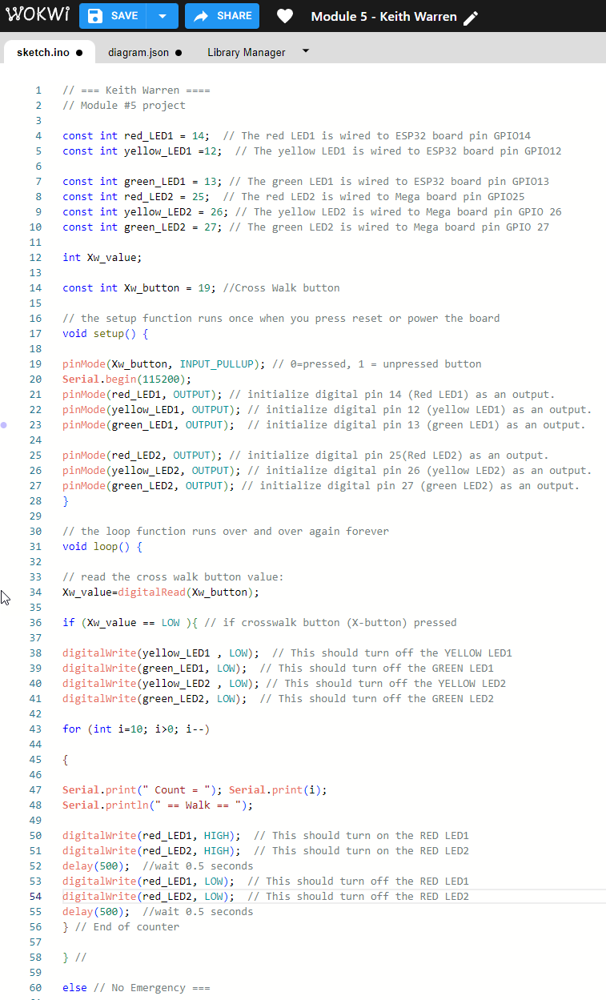 WOKWI SAVE SHARE Module 5 - Keith Warren
sketch.ino diagram.json Library Manager
1 // === Keith Warren ====
2 // Module #5 project
3
4 const int red_LED1 = 14;  // The red LED1 is wired to ESP32 board pin GPIO14
5 const int yellow_LED1 =12;  // The yellow LED1 is wired to ESP32 board pin GPIO12
6
7 const int green_LED1 = 13; // The green LED1 is wired to ESP32 board pin GPIO13
8 const int red_LED2 = 25;  // The red LED2 is wired to Mega board pin GPIO25
9 const int yellow_LED2 = 26; // The yellow LED2 is wired to Mega board pin GPIO 26
10 const int green_LED2 = 27; // The green LED2 is wired to Mega board pin GPIO 27
11
12 int Xw_value;
13
14 const int Xw_button = 19; //Cross Walk button
15
16 // the setup function runs once when you press reset or power the board
17 void setup() {
18
19 pinMode(Xw_button, INPUT_PULLUP); // 0=pressed, 1 = unpressed button
20 Serial.begin(115200);
21 pinMode(red_LED1, OUTPUT); // initialize digital pin 14 (Red LED1) as an output.
22 pinMode(yellow_LED1, OUTPUT); // initialize digital pin 12 (yellow LED1) as an output.
23 pinMode(green_LED1, OUTPUT);  // initialize digital pin 13 (green LED1) as an output.
24
25 pinMode(red_LED2, OUTPUT); // initialize digital pin 25(Red LED2) as an output.
26 pinMode(yellow_LED2, OUTPUT); // initialize digital pin 26 (yellow LED2) as an output.
27 pinMode(green_LED2, OUTPUT); // initialize digital pin 27 (green LED2) as an output.
28 }
29
30 // the loop function runs over and over again forever
31 void loop() {
32
33 // read the cross walk button value:
34 Xw_value=digitalRead(Xw_button);
35
36 if (Xw_value == LOW ){ // if crosswalk button (X-button) pressed
37
38 digitalWrite(yellow_LED1 , LOW);  // This should turn off the YELLOW LED1
39 digitalWrite(green_LED1, LOW);  // This should turn off the GREEN LED1
40 digitalWrite(yellow_LED2 , LOW); // This should turn off the YELLOW LED2
41 digitalWrite(green_LED2, LOW);  // This should turn off the GREEN LED2
42
43 for (int i=10; i>0; i--)
44
45 {
46
47 Serial.print(" Count = "); Serial.print(i);
48 Serial.println(" == Walk == ");
49
50 digitalWrite(red_LED1, HIGH);  // This should turn on the RED LED1
51 digitalWrite(red_LED2, HIGH);  // This should turn on the RED LED2
52 delay(500);  //wait 0.5 seconds
53 digitalWrite(red_LED1, LOW);  // This should turn off the RED LED1
54 digitalWrite(red_LED2, LOW);  // This should turn off the RED LED2
55 delay(500);  //wait 0.5 seconds
56 } // End of counter
57
58 } //
59
60 else // No Emergency ===